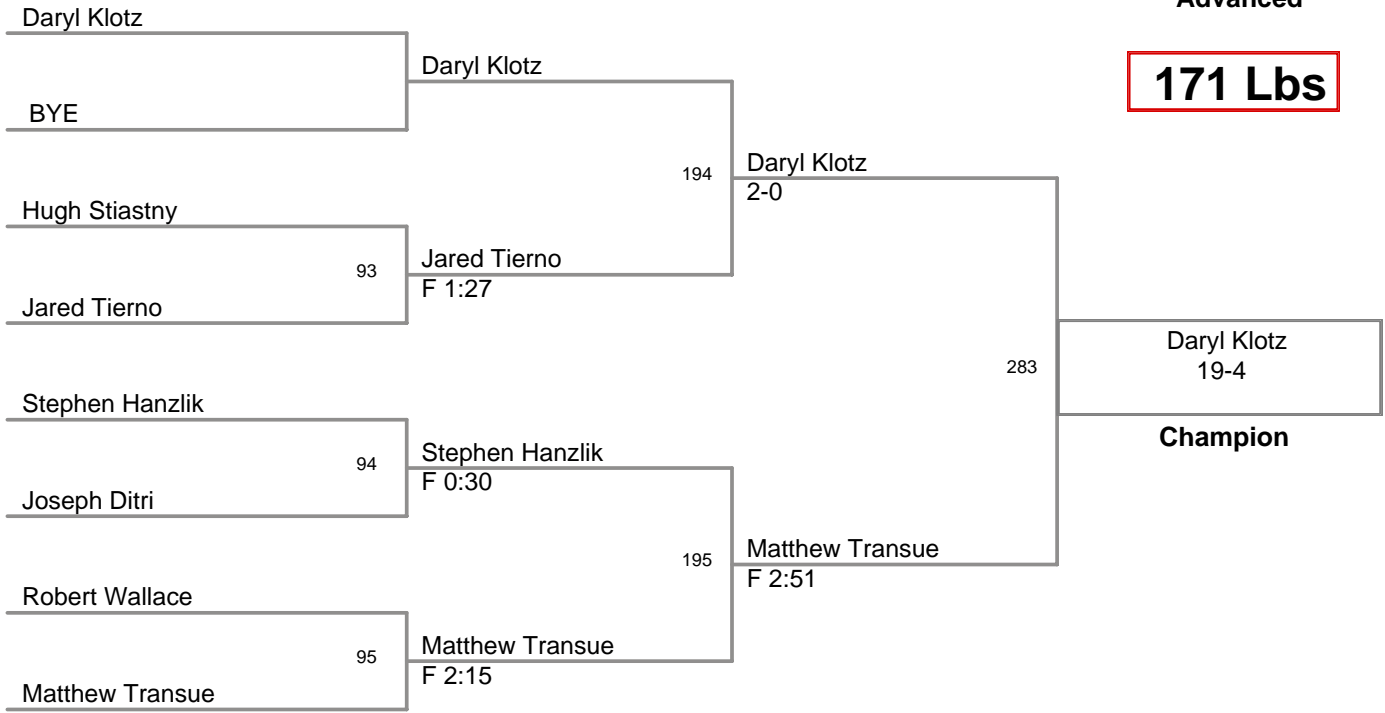 Advanced
171 Lbs
Daryl Klotz
BYE
Hugh Stiastny
Jared Tierno
Stephen Hanzlik
Joseph Ditri
Robert Wallace
Matthew Transue
93
94
95
Daryl Klotz
Jared Tierno
F 1:27
Stephen Hanzlik
F 0:30
Matthew Transue
F 2:15
194
195
Daryl Klotz
2-0
Matthew Transue
F 2:51
283
Daryl Klotz
19-4
Champion